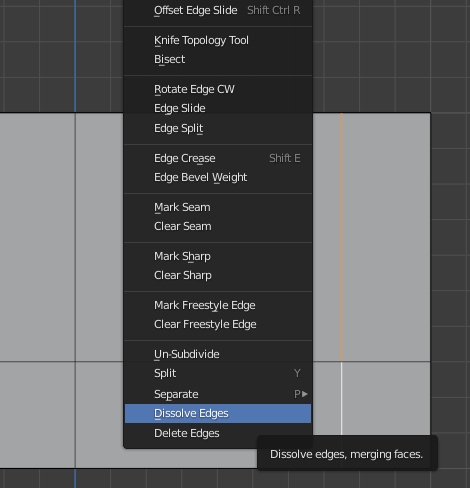 Offset Edge Slide Shift Ctrl R
Knife Topology Tool
Bisect
Rotate Edge CW
Edge Slide
Edge Split
Edge Crease Shift E
Edge Bevel Weight
Mark Seam
Clear Seam
Mark Sharp
Clear Sharp
Mark Freestyle Edge
Clear Freestyle Edge
Un-Subdivide
Split Y
Separate P▶
Dissolve Edges
Delete Edges
Dissolve edges, merging faces.